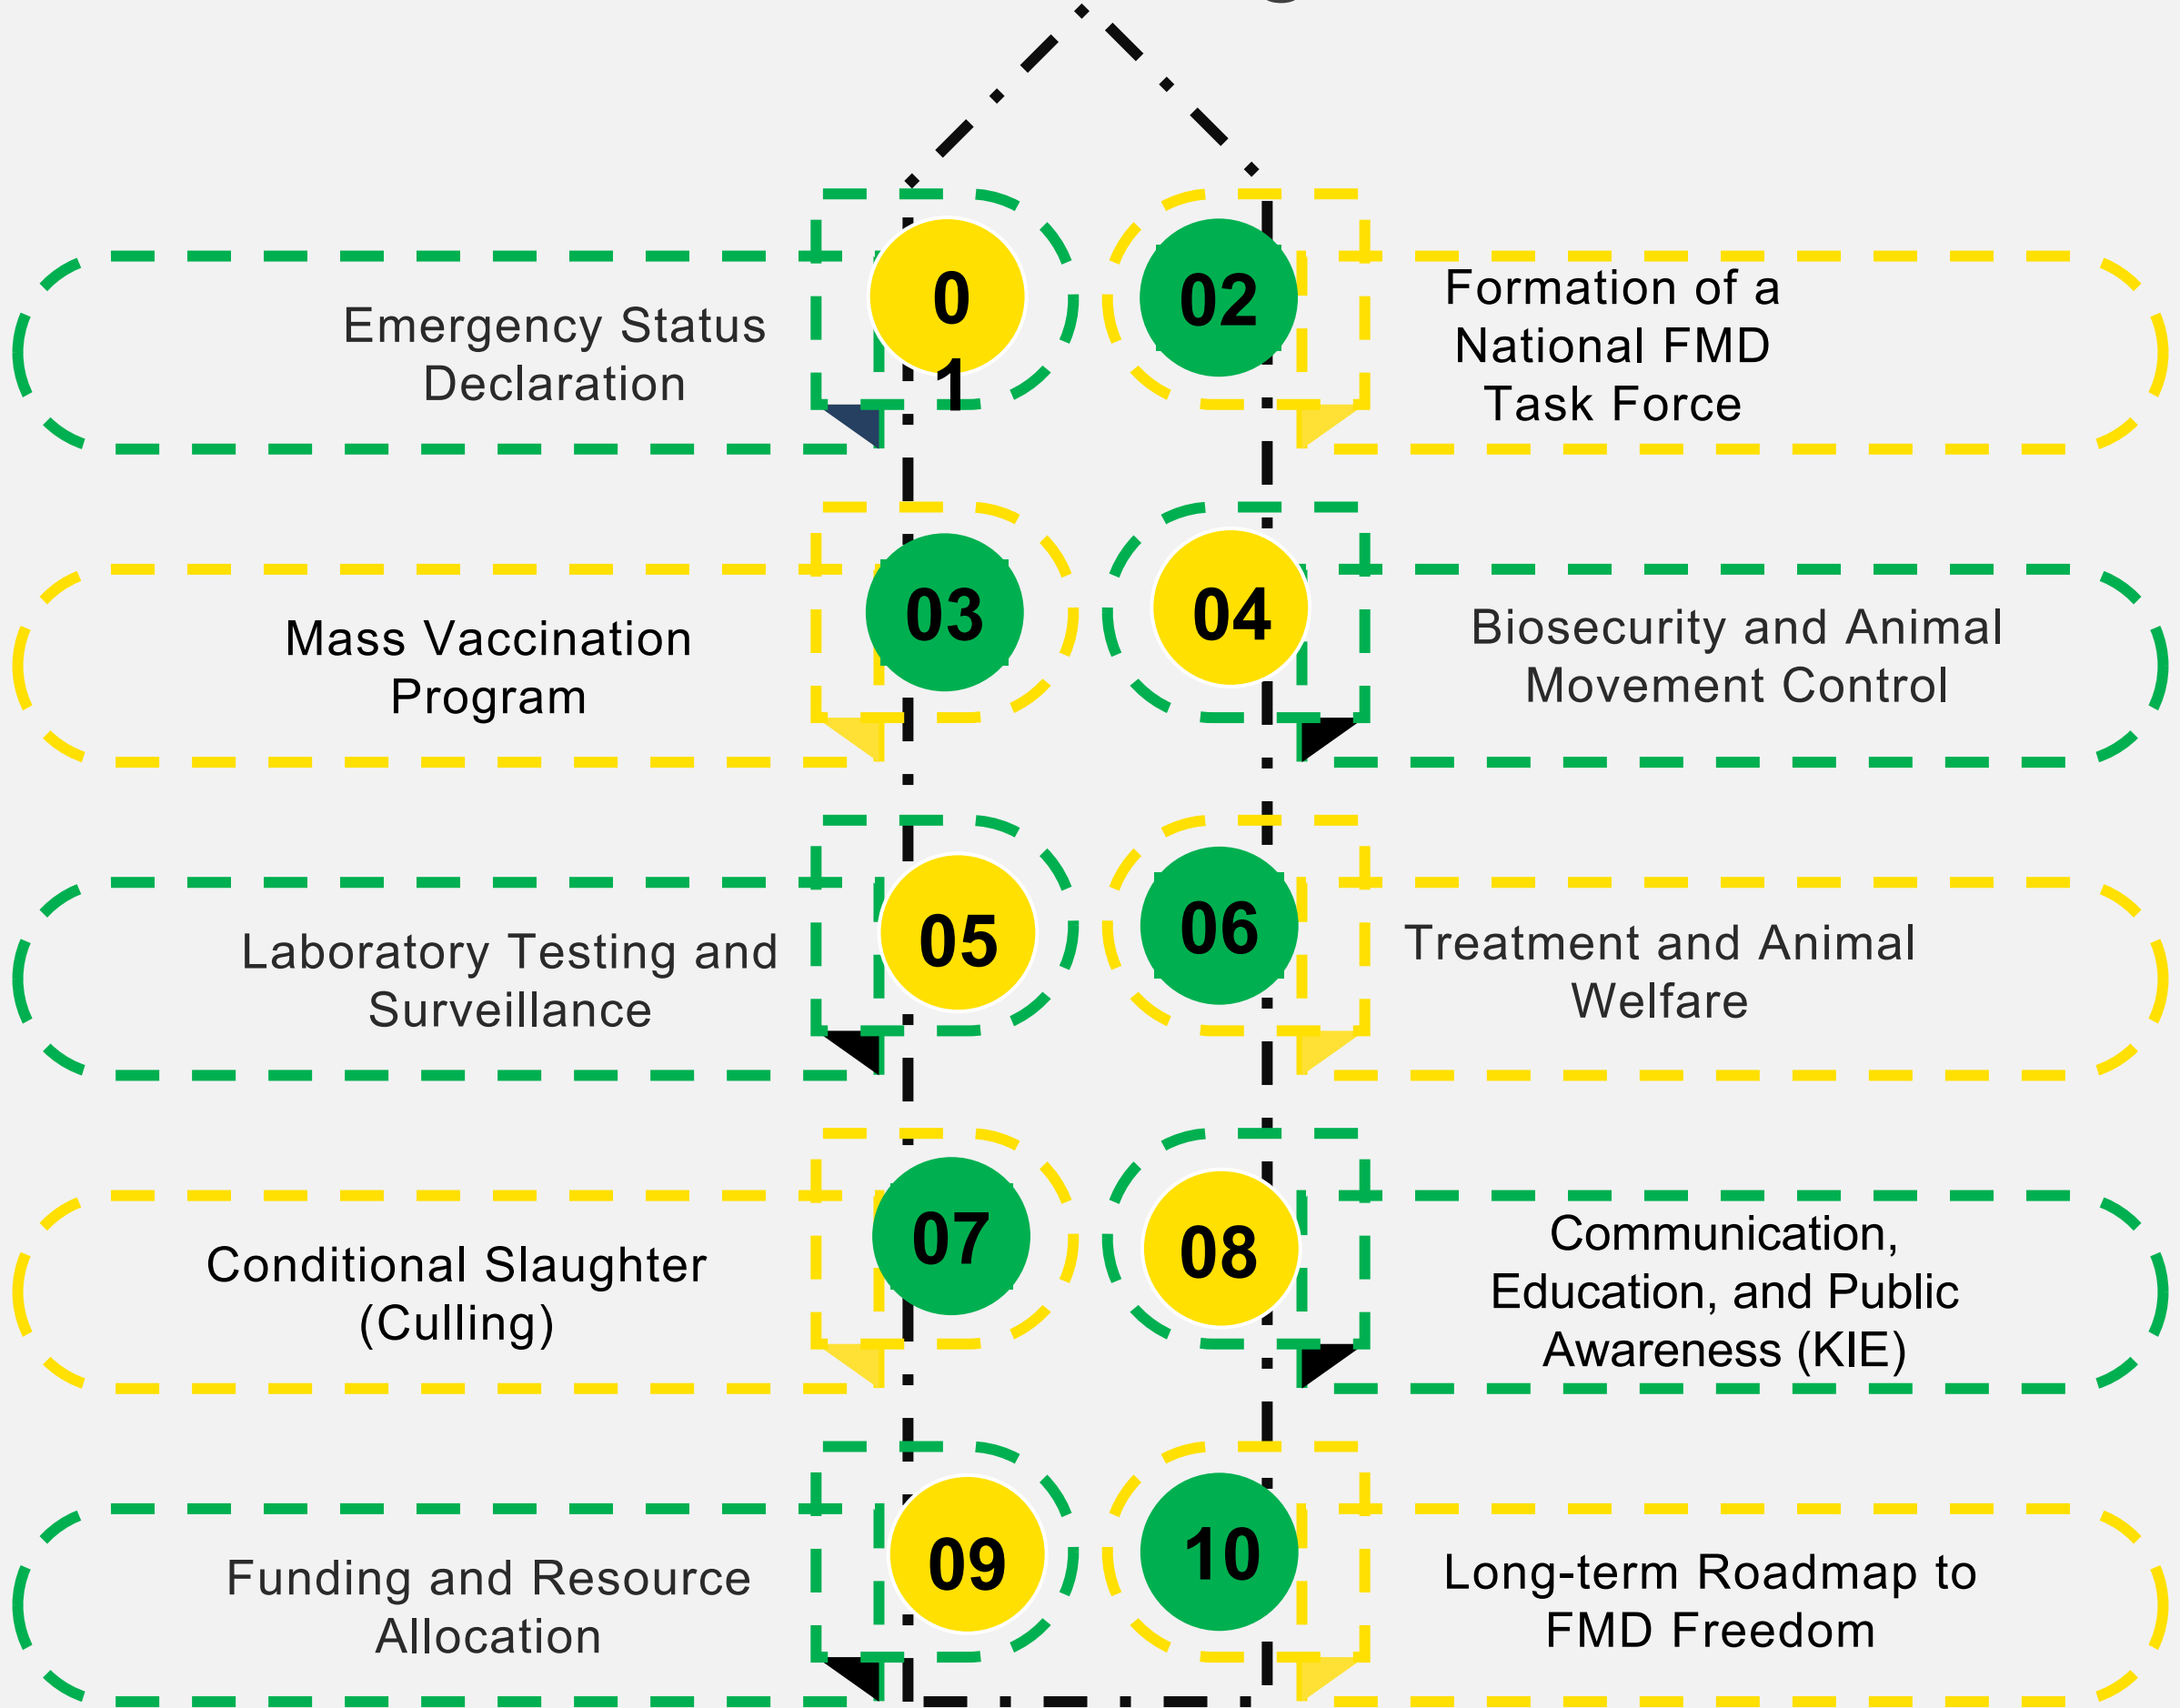 01
Emergency Status
Declaration
02
Formation of a
National FMD
Task Force
03
Mass Vaccination
Program
04
Biosecurity and Animal
Movement Control
05
Laboratory Testing and
Surveillance
06
Treatment and Animal
Welfare
07
Conditional Slaughter
(Culling)
08
Communication,
Education, and Public
Awareness (KIE)
09
Funding and Resource
Allocation
10
Long-term Roadmap to
FMD Freedom